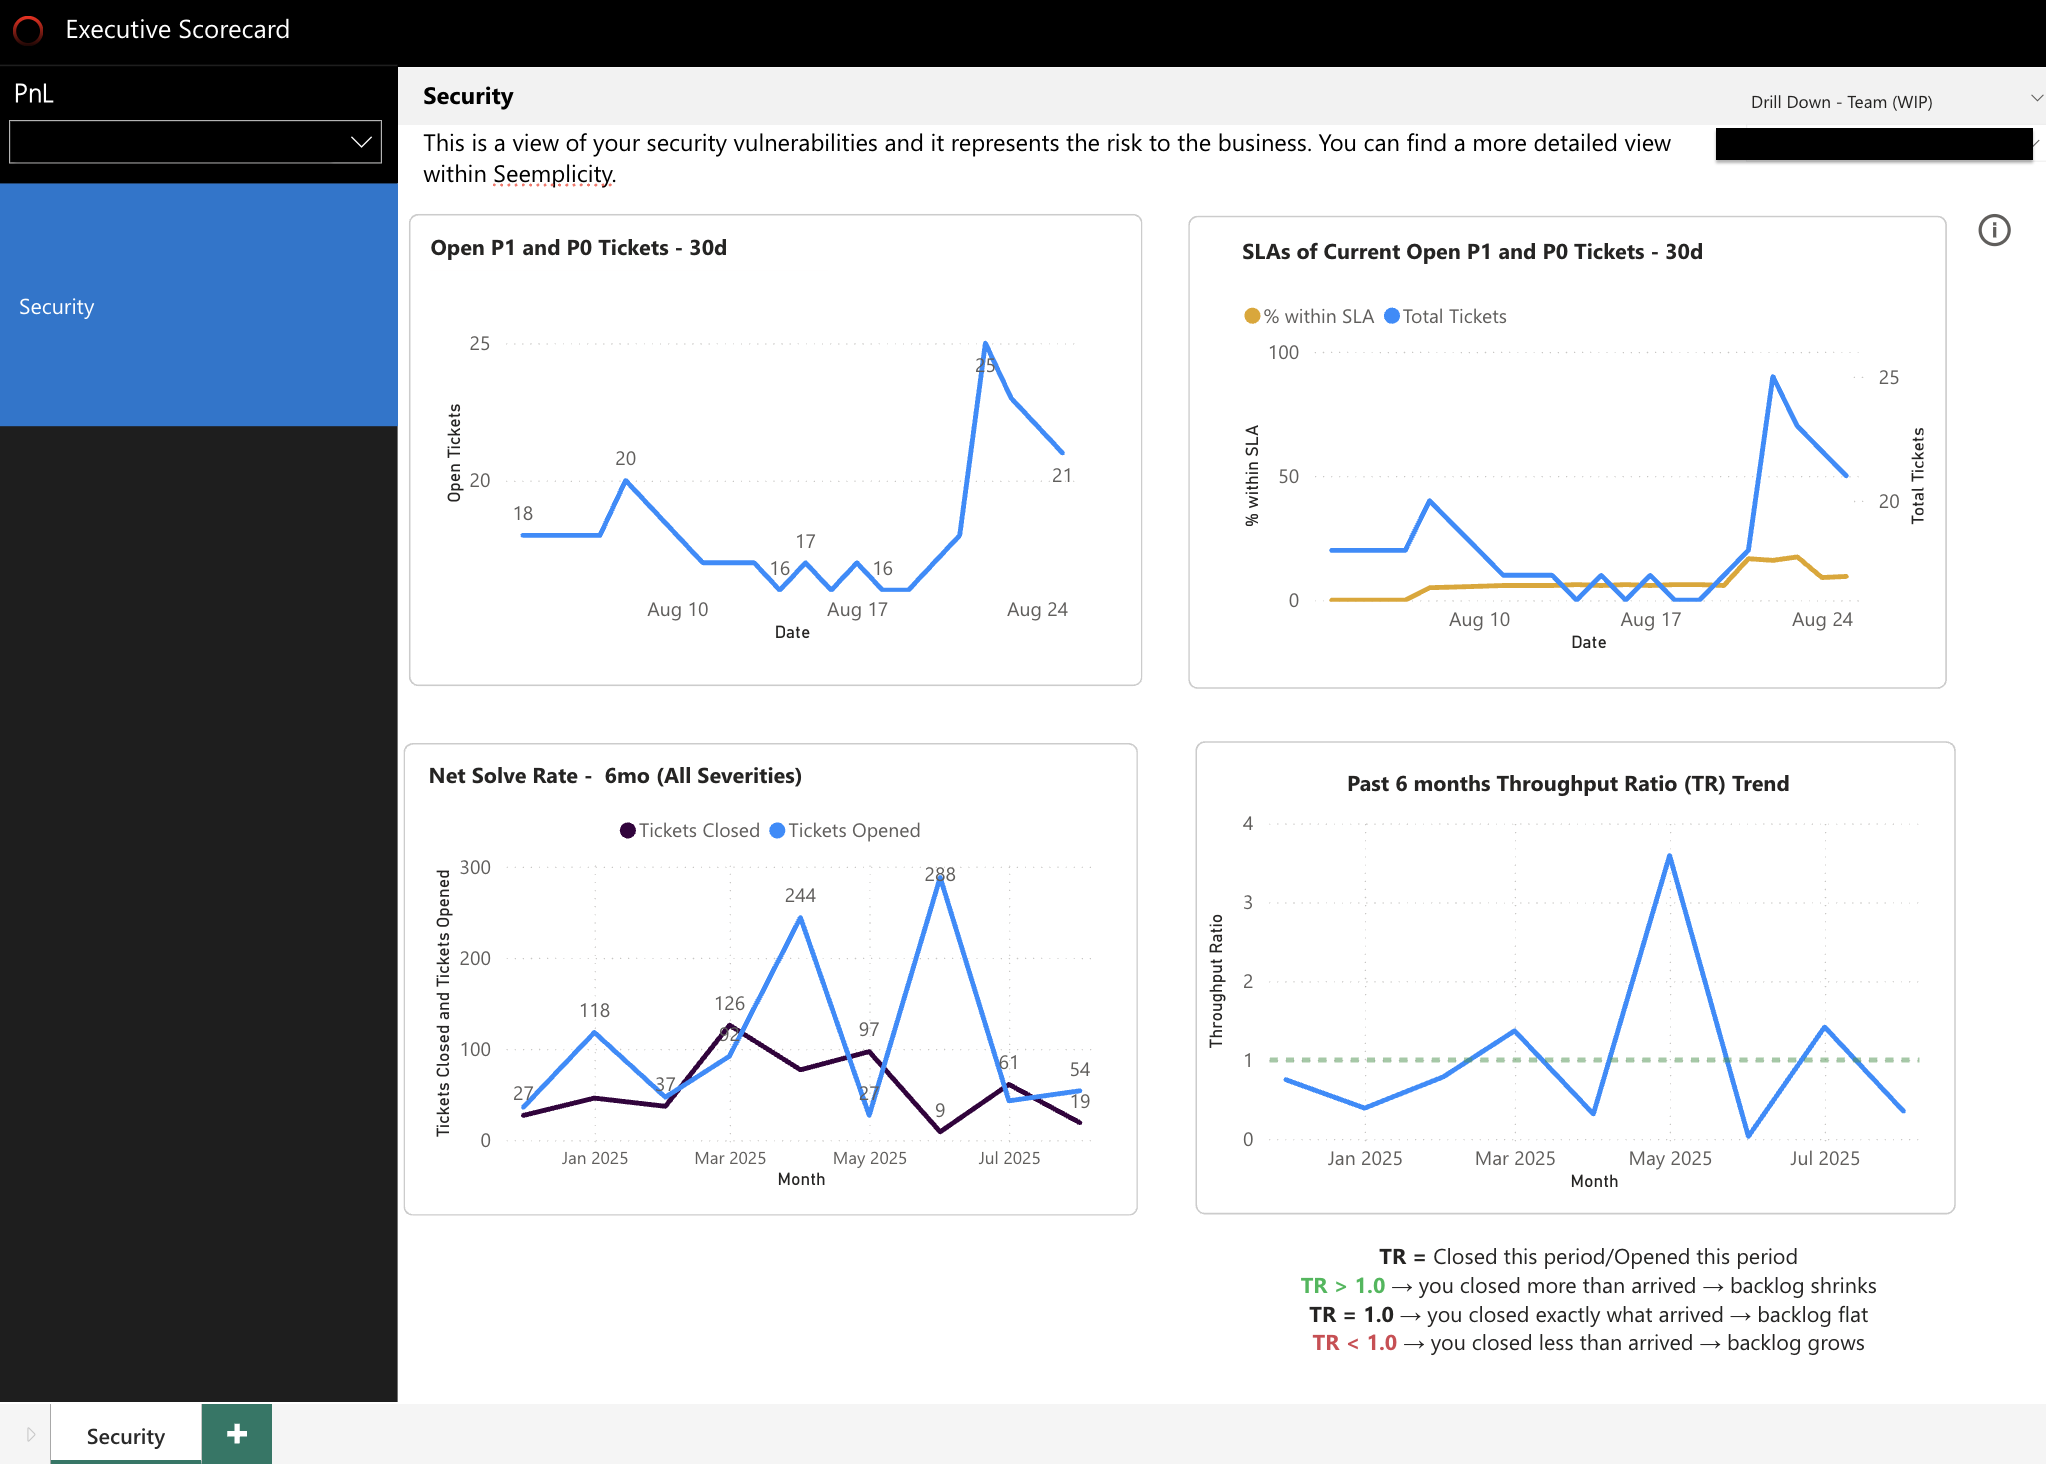 Executive Scorecard
PnL
Security
Security
Drill Down - Team (WIP)
This is a view of your security vulnerabilities and it represents the risk to the business. You can find a more detailed view
within Seemplicity.
Open P1 and P0 Tickets - 30d
Open Tickets
25
20
18
20
16
17
16
25
21
Aug 10
Aug 17
Aug 24
Date
SLAs of Current Open P1 and P0 Tickets - 30d
% within SLA
Total Tickets
% within SLA
100
50
0
25
20
Total Tickets
Aug 10
Aug 17
Aug 24
Date
Net Solve Rate - 6mo (All Severities)
Tickets Closed
Tickets Opened
Tickets Closed and Tickets Opened
300
200
100
0
27
118
37
126
92
244
97
27
288
9
61
54
19
Jan 2025
Mar 2025
May 2025
Jul 2025
Month
Past 6 months Throughput Ratio (TR) Trend
Throughput Ratio
4
3
2
1
0
Jan 2025
Mar 2025
May 2025
Jul 2025
Month
TR = Closed this period/Opened this period
TR > 1.0 → you closed more than arrived → backlog shrinks
TR = 1.0 → you closed exactly what arrived → backlog flat
TR < 1.0 → you closed less than arrived → backlog grows
Security